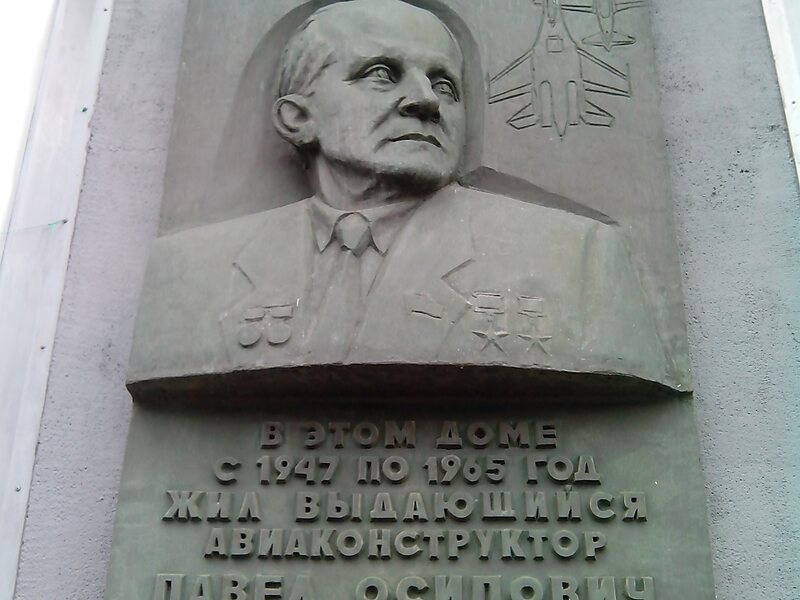 В ЭТОМ ДОМЕ
С 1947 ПО 1965 ГОД
ЖИЛ ВЫДАЮЩИЙСЯ
АВИАКОНСТРУКТОР
ПАВЕЛ ОСИПОВИЧ